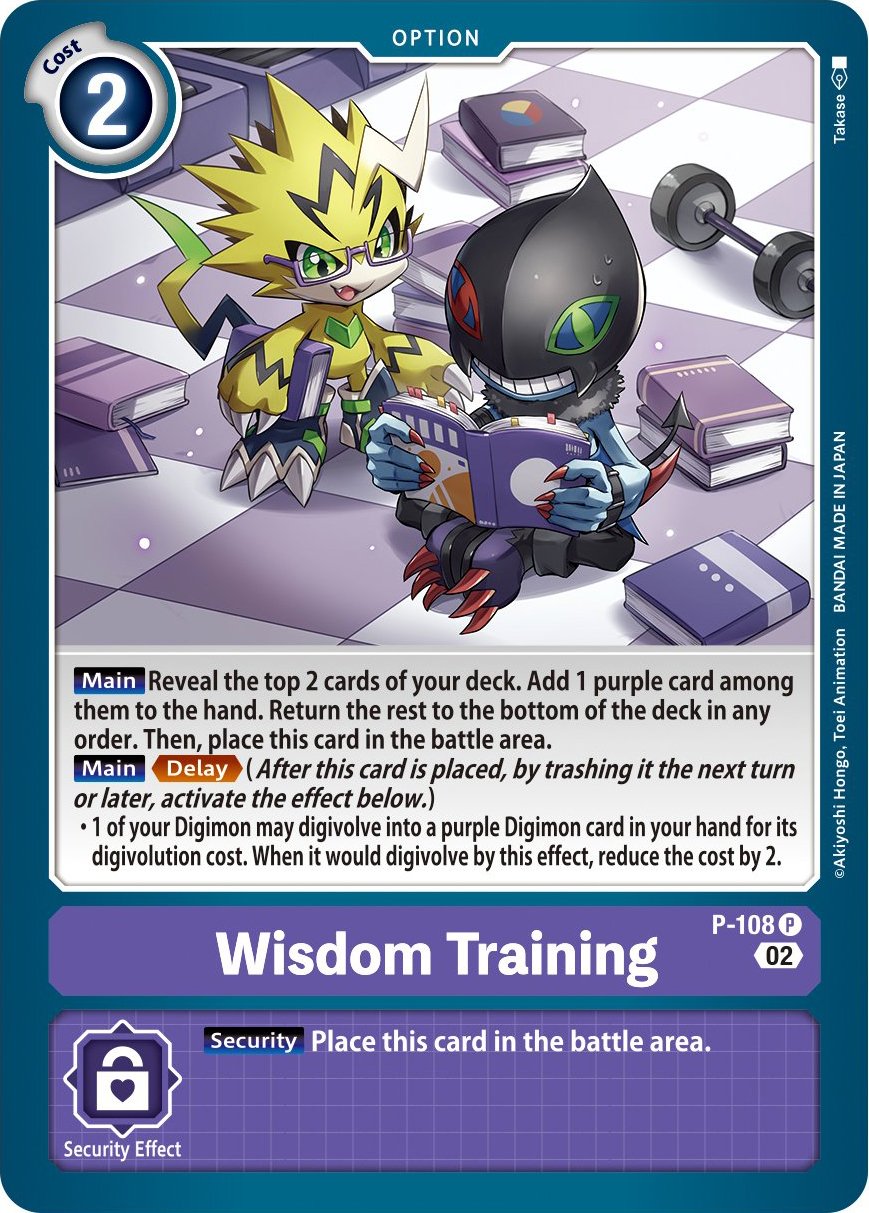 OPTION
Cost
2
Takase
Main Reveal the top 2 cards of your deck. Add 1 purple card among
them to the hand. Return the rest to the bottom of the deck in any
order. Then, place this card in the battle area.
Main Delay (After this card is placed, by trashing it the next turn
or later, activate the effect below.)
・1 of your Digimon may digivolve into a purple Digimon card in your hand for its
digivolution cost. When it would digivolve by this effect, reduce the cost by 2.
©Akiyoshi Hongo, Toei Animation BANDAI MADE IN JAPAN
P-108 P
Wisdom Training
02
Security Place this card in the battle area.
Security Effect